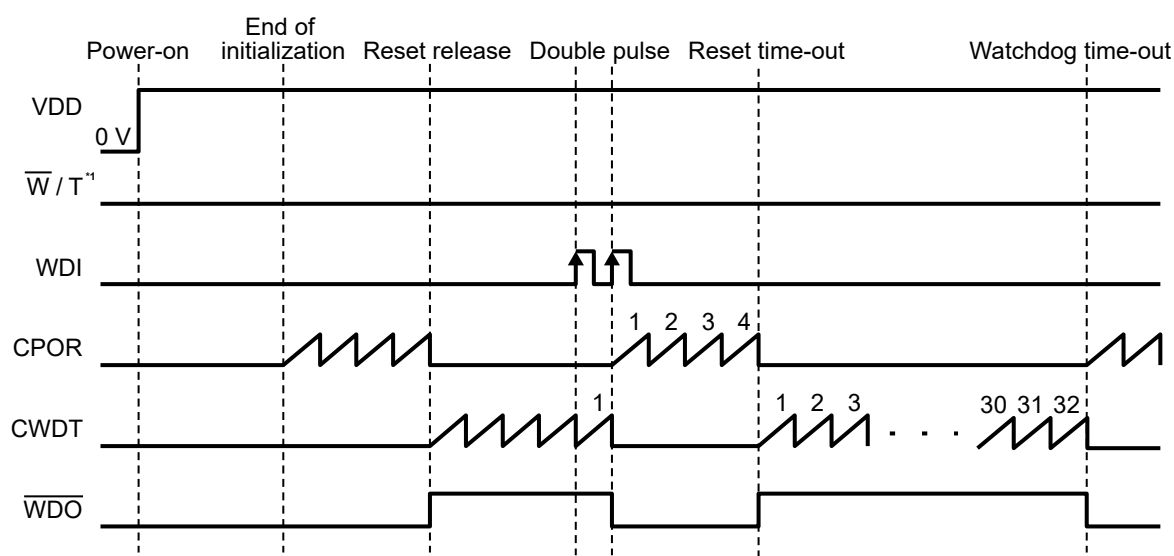 End of
Power-on initialization Reset release Double pulse Reset time-out Watchdog time-out
VDD
0 V
W / T*1
WDI
1 2 3 4
CPOR
1 1 2 3 30 31 32
CWDT
· · · ·
WDO